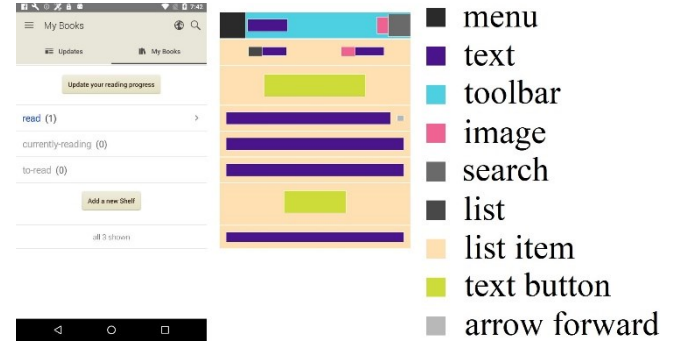 7:42
My Books
Updates
My Books
Update your reading progress
read (1)
currently-reading (0)
to-read (0)
Add a new Shelf
all 3 shown
menu
text
toolbar
image
search
list
list item
text button
arrow forward